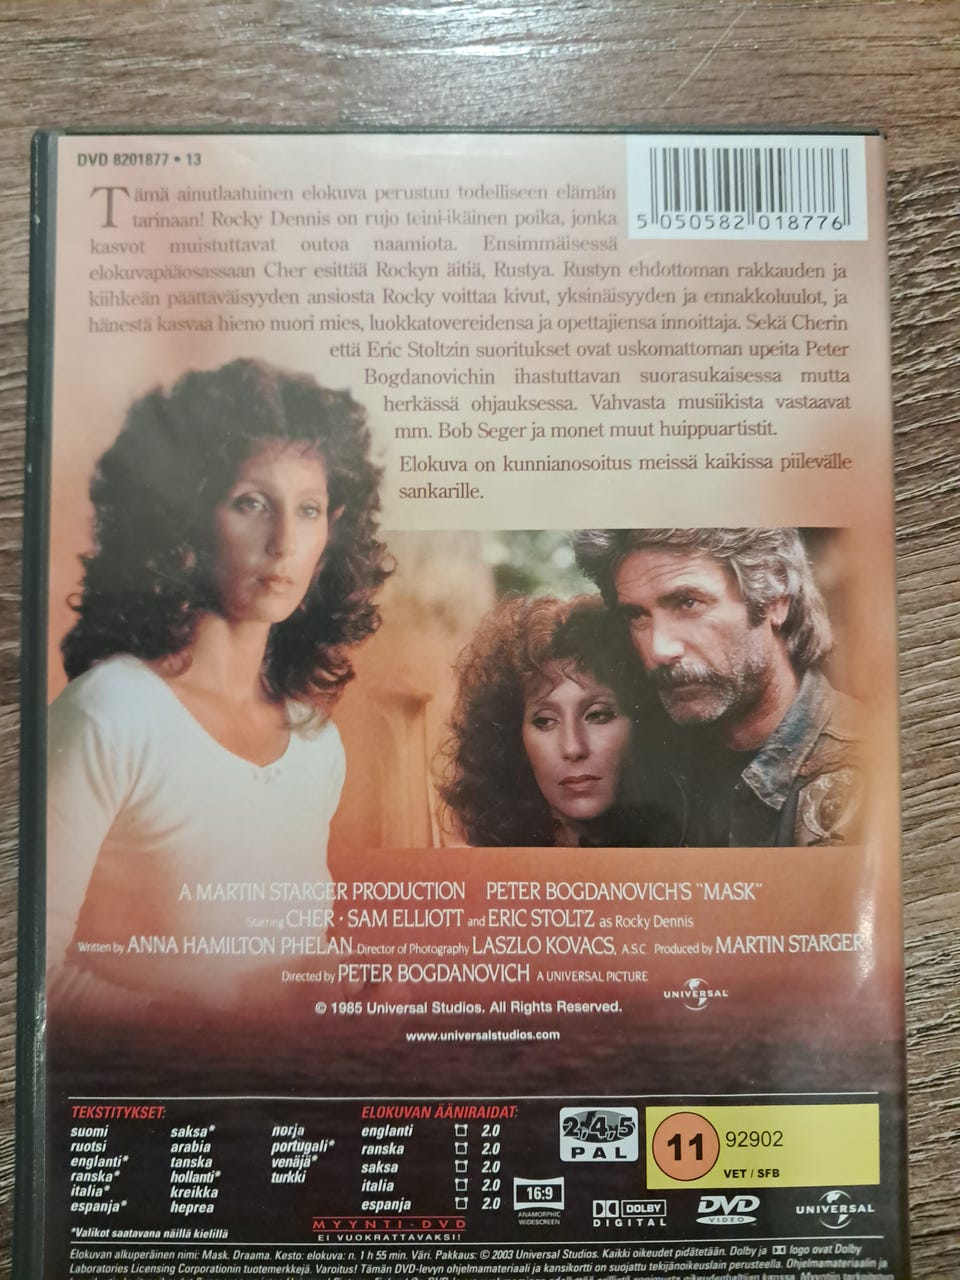 DVD 8201877 • 13
5 050582 018776
Tämä ainutlaatuinen elokuva perustuu todelliseen elämän
tarinaan! Rocky Dennis on rujo teini-ikäinen poika, jonka
kasvot muistuttavat outoa naamiota. Ensimmäisessä
elokuvapääosassaan Cher esittää Rockyn äitiä, Rustya. Rustyn ehdottoman rakkauden ja
kiihkeän päättäväisyyden ansiosta Rocky voittaa kivut, yksinäisyyden ja ennakkoluulot, ja
hänestä kasvaa hieno nuori mies, luokkatovereidensa ja opettajiensa innoittaja. Sekä Cherin
että Eric Stoltzin suoritukset ovat uskomattoman upeita Peter
Bogdanovichin ihastuttavan suorasukaisessa mutta
herkässä ohjauksessa. Vahvasta musiikista vastaavat
mm. Bob Seger ja monet muut huippuartistit.
Elokuva on kunnianosoitus meissä kaikissa piilevälle
sankarille.
A MARTIN STARGER PRODUCTION PETER BOGDANOVICH'S "MASK"
Starring CHER • SAM ELLIOTT and ERIC STOLTZ as Rocky Dennis
Written by ANNA HAMILTON PHELAN Director of Photography LASZLO KOVACS, A.S.C. Produced by MARTIN STARGER
Directed by PETER BOGDANOVICH A UNIVERSAL PICTURE
UNIVERSAL
© 1985 Universal Studios. All Rights Reserved.
www.universalstudios.com
TEKSTITYKSET:
suomi saksa* norja
ruotsi arabia portugali*
englanti* tanska venäjä*
ranska* hollanti* turkki
italia* kreikka
espanja* heprea
*Valikot saatavana näillä kielillä
ELOKUVAN ÄÄNIRAIDAT:
englanti 2.0
ranska 2.0
saksa 2.0
italia 2.0
espanja 2.0
MYYNTI-DVD
EI VUOKRATTAVAKSI!
2,4,5
PAL
16:9
ANAMORPHIC
WIDESCREEN
11 92902
VET / SFB
DOLBY
DIGITAL
DVD
VIDEO
UNIVERSAL
Elokuvan alkuperäinen nimi: Mask. Draama. Kesto: elokuva: n. 1 h 55 min. Väri. Pakkaus: © 2003 Universal Studios. Kaikki oikeudet pidätetään. Dolby ja logo ovat Dolby
Laboratories Licensing Corporationin tuotemerkkejä. Varoitus! Tämän DVD-levyn ohjelmamateriaali ja kansikortti on suojattu tekijänoikeuslain perusteella. Ohjelmamateriaalin ja